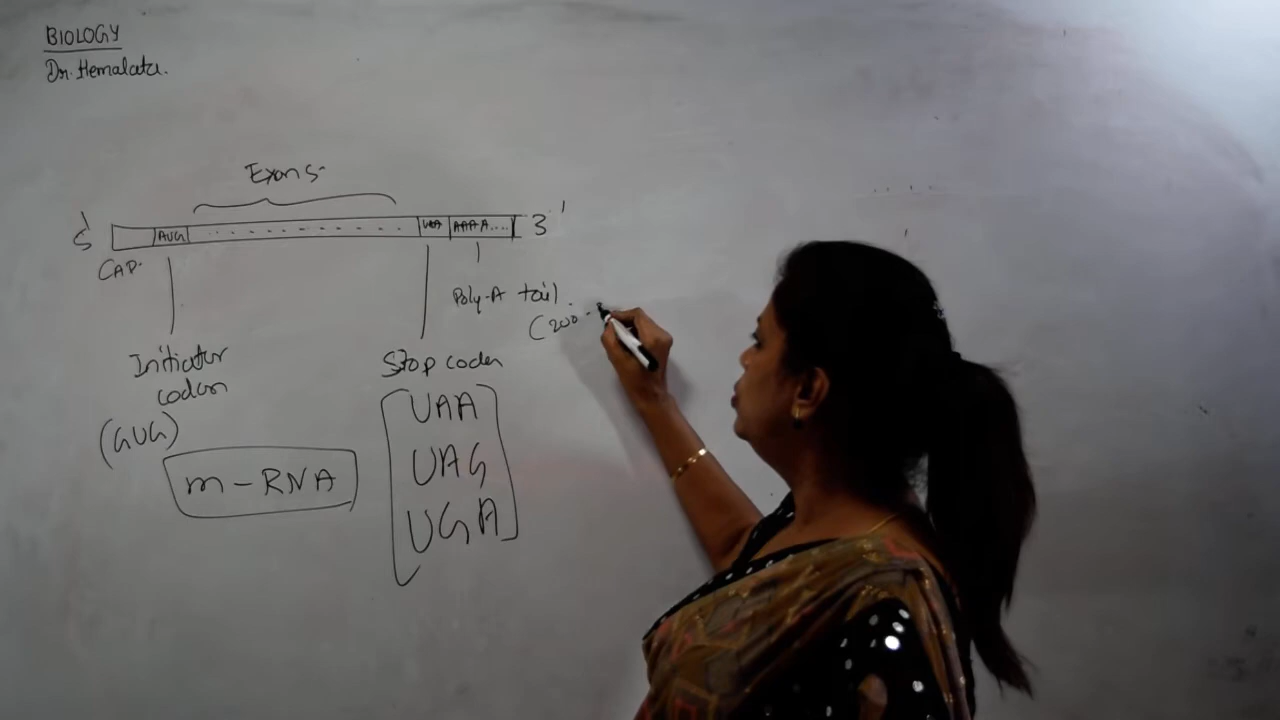 BIOLOGY
Dr. Hemalata.
Exons
5' AUG - - - - - - - - - - UAA AAAA.... 3'
CAP.
Poly-A tail.
(200-
Initiator
codon
(GUG)
Stop codon
UAA
UAG
UGA
m-RNA